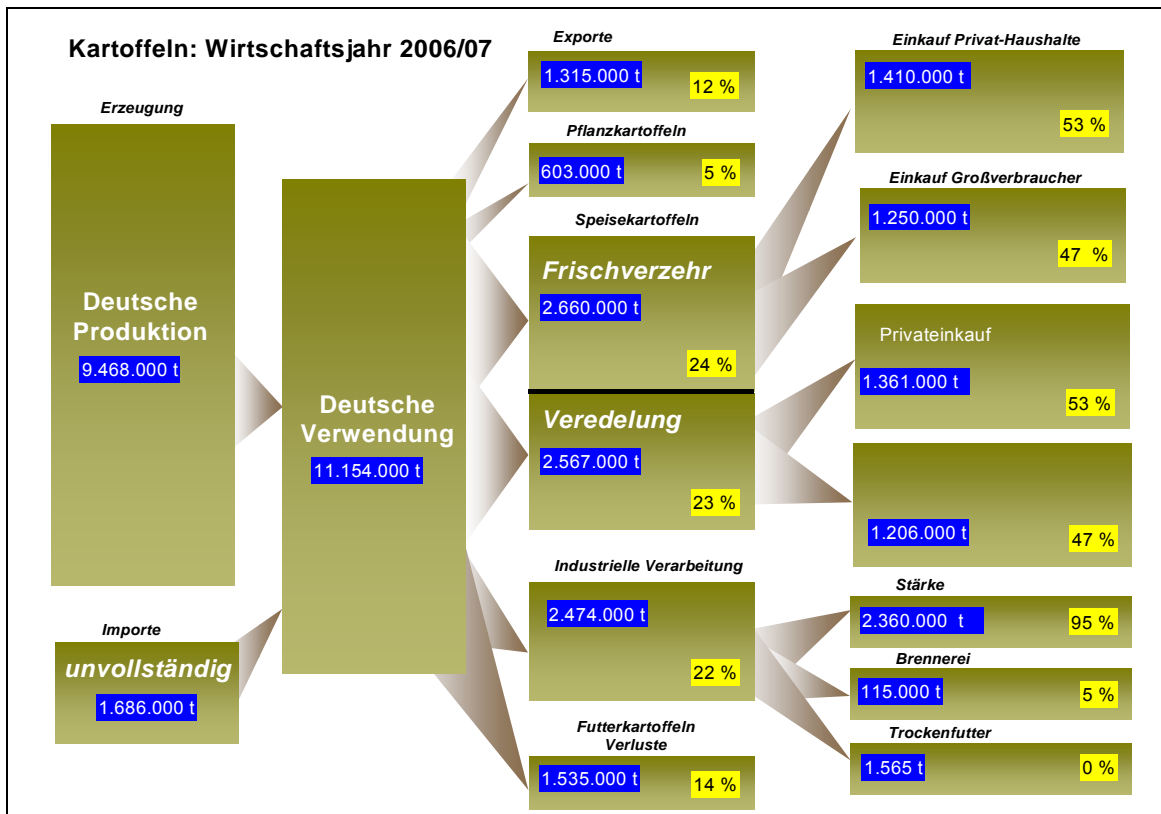 Kartoffeln: Wirtschaftsjahr 2006/07
Erzeugung
Deutsche
Produktion
9.468.000 t
Importe
unvollständig
1.686.000 t
Deutsche
Verwendung
11.154.000 t
Exporte
1.315.000 t
12 %
Pflanzkartoffeln
603.000 t
5 %
Speisekartoffeln
Frischverzehr
2.660.000 t
24 %
Veredelung
2.567.000 t
23 %
Industrielle Verarbeitung
2.474.000 t
22 %
Futterkartoffeln
Verluste
1.535.000 t
14 %
Einkauf Privat-Haushalte
1.410.000 t
53 %
Einkauf Großverbraucher
1.250.000 t
47 %
Privateinkauf
1.361.000 t
53 %
1.206.000 t
47 %
Stärke
2.360.000 t
95 %
Brennerei
115.000 t
5 %
Trockenfutter
1.565 t
0 %